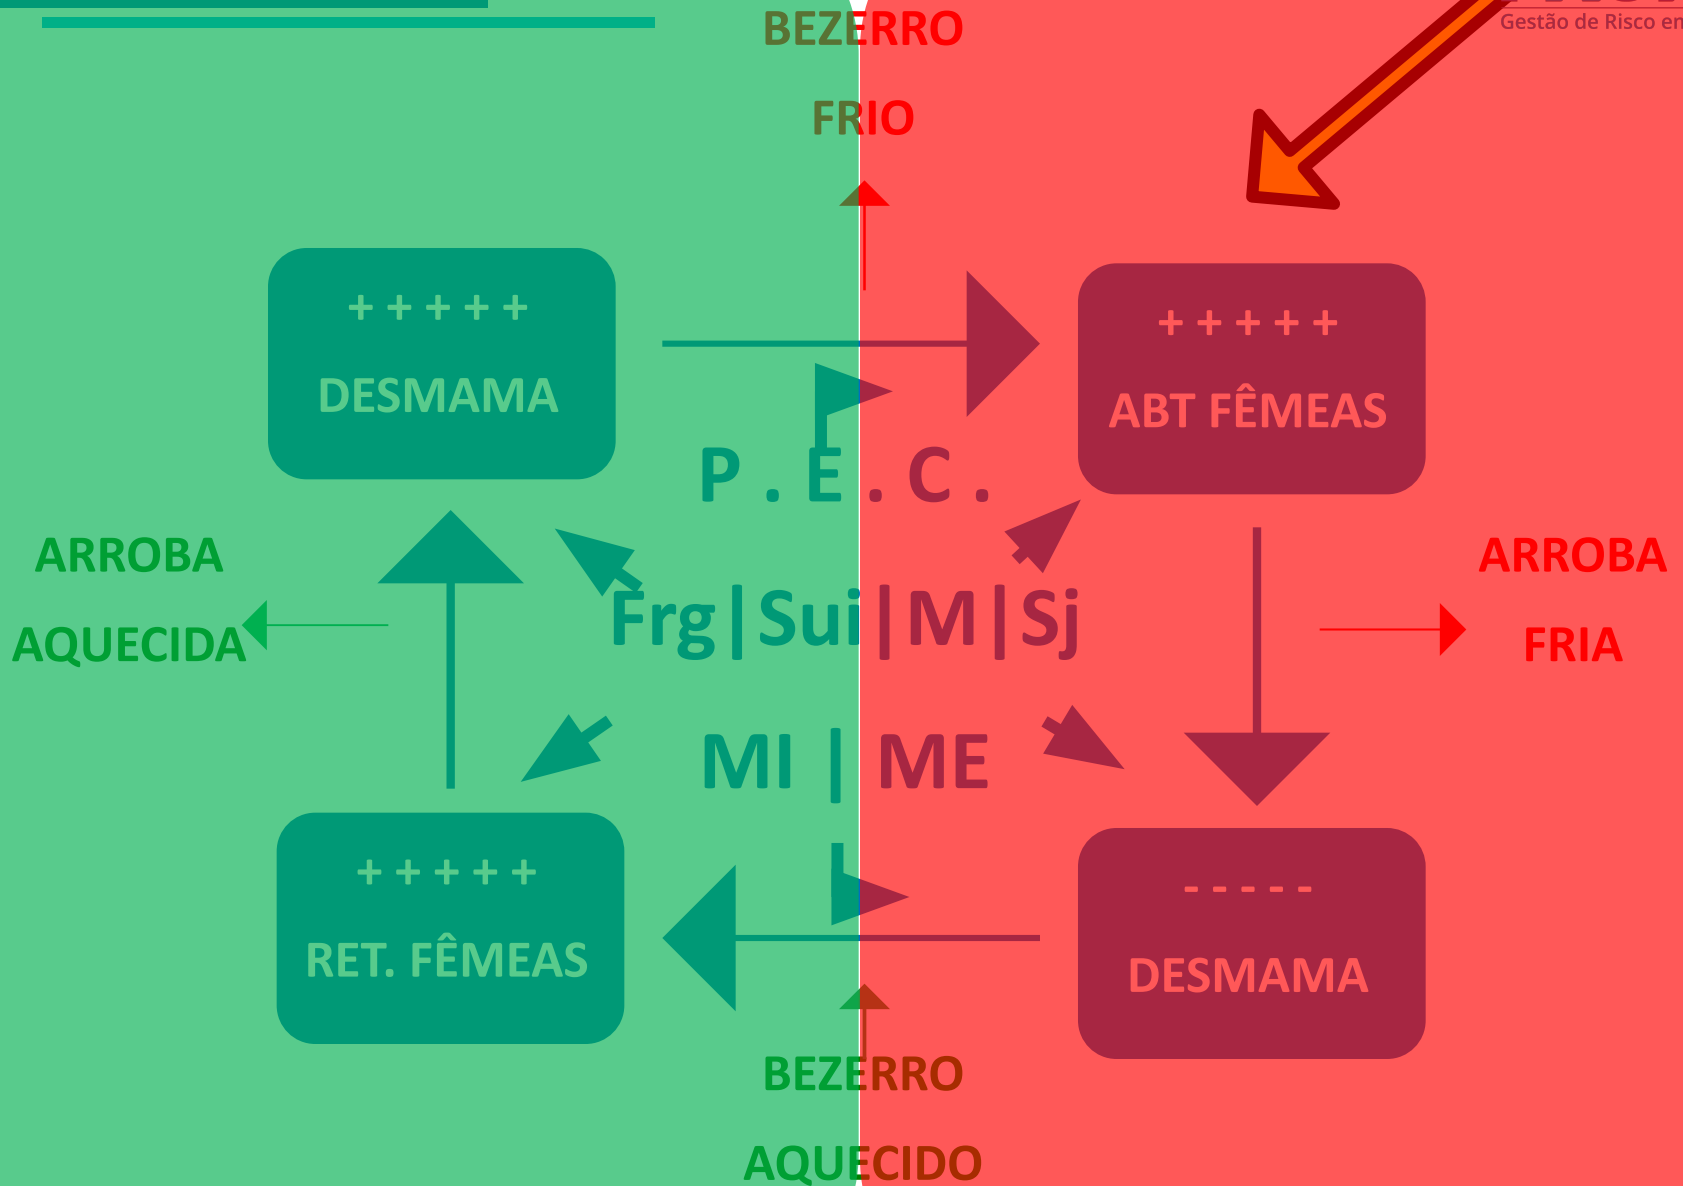 Gestão de Risco en
BEZERRO
FRIO
+ + + + +
DESMAMA
+ + + + +
ABT FÊMEAS
P . E . C .
ARROBA
AQUECIDA
Frg|Sui|M|Sj
ARROBA
FRIA
MI | ME
+ + + + +
RET. FÊMEAS
- - - - -
DESMAMA
BEZERRO
AQUECIDO